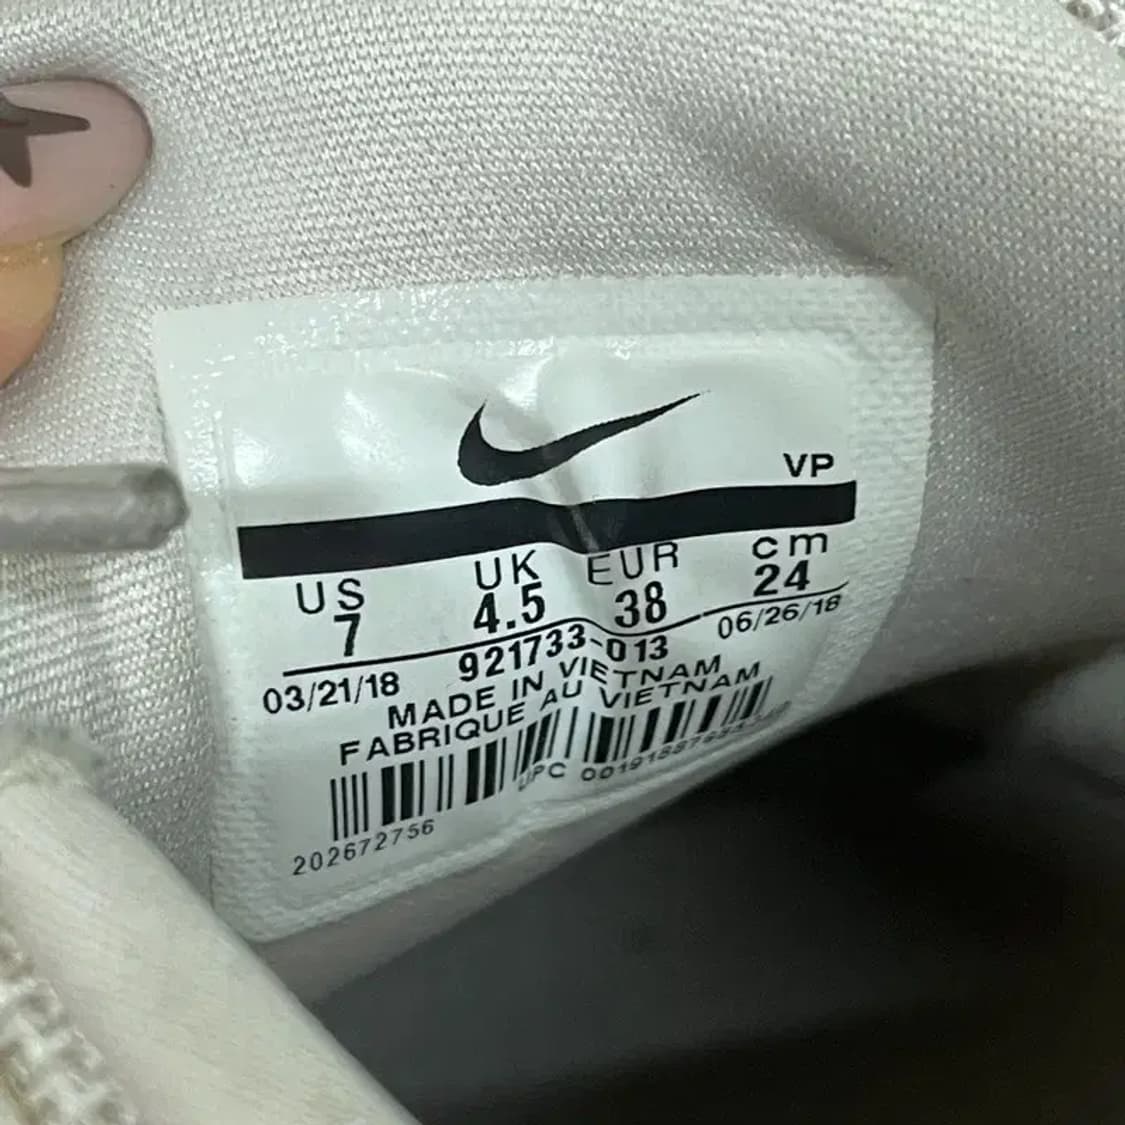 VP
US UK EUR cm
7 4.5 38 24
03/21/18 921733-013 06/26/18
MADE IN VIETNAM
FABRIQUE AU VIETNAM
UPC
202672756